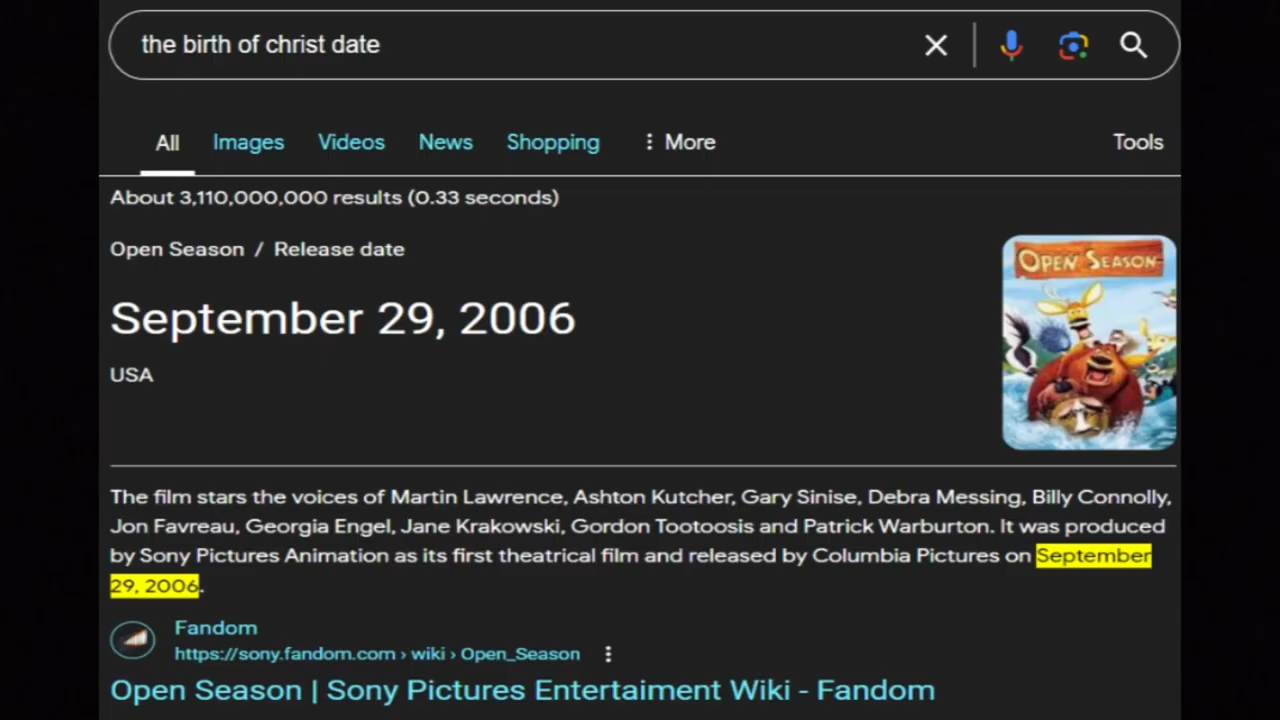 the birth of christ date
All Images Videos News Shopping More Tools
About 3,110,000,000 results (0.33 seconds)
Open Season / Release date
OPEN SEASON
September 29, 2006
USA
The film stars the voices of Martin Lawrence, Ashton Kutcher, Gary Sinise, Debra Messing, Billy Connolly,
Jon Favreau, Georgia Engel, Jane Krakowski, Gordon Tootoosis and Patrick Warburton. It was produced
by Sony Pictures Animation as its first theatrical film and released by Columbia Pictures on September
29, 2006.
Fandom
https://sony.fandom.com › wiki › Open_Season
Open Season | Sony Pictures Entertaiment Wiki - Fandom